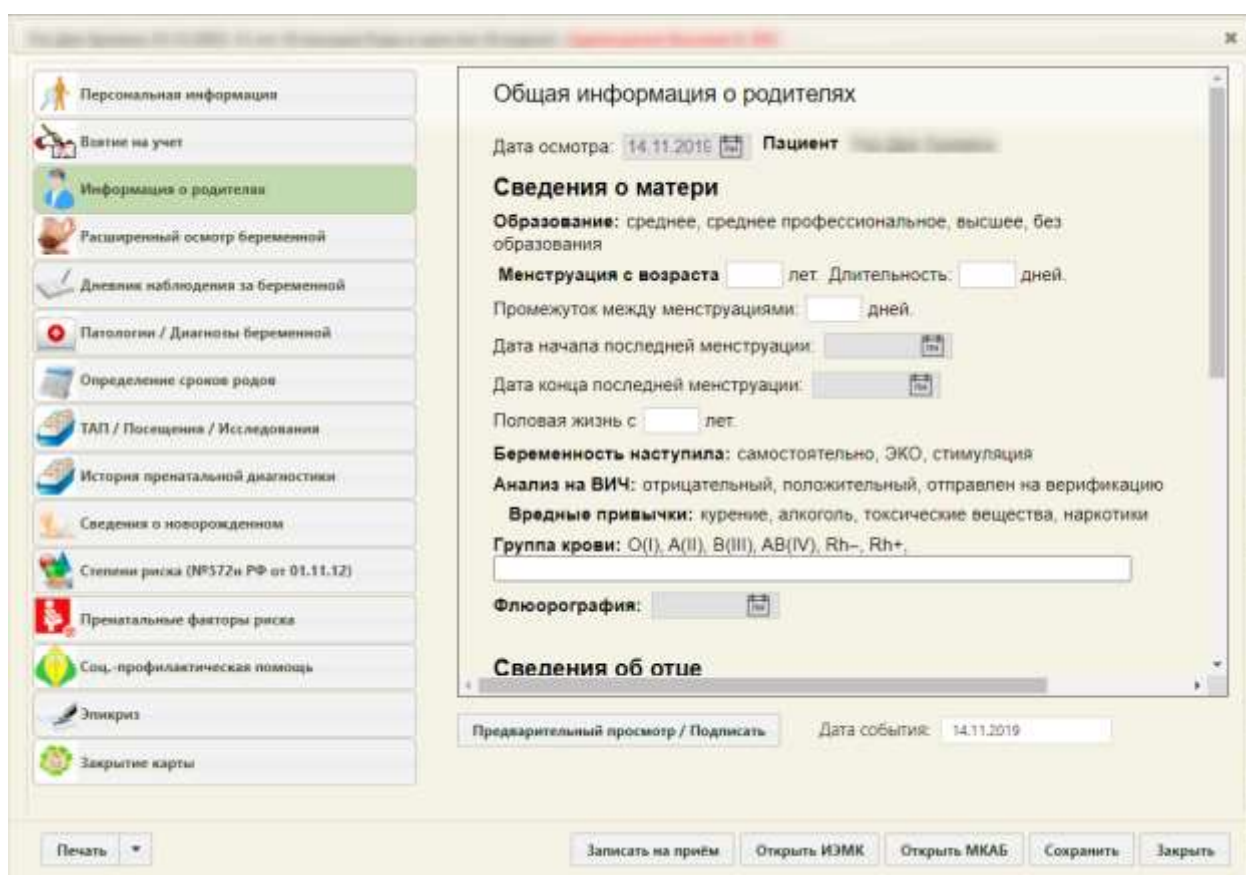 Персональная информация
Взятие на учет
Информация о родителях
Расширенный осмотр беременной
Дневник наблюдения за беременной
Патологии / Диагнозы беременной
Определение сроков родов
ТАП / Посещения / Исследования
История пренатальной диагностики
Сведения о новорожденном
Степени риска (№572н РФ от 01.11.12)
Пренатальные факторы риска
Соц.-профилактическая помощь
Эпикриз
Закрытие карты
Общая информация о родителях
Дата осмотра: 14.11.2019 Пациент
Сведения о матери
Образование: среднее, среднее профессиональное, высшее, без
образования
Менструация с возраста лет. Длительность: дней.
Промежуток между менструациями: дней.
Дата начала последней менструации:
Дата конца последней менструации:
Половая жизнь с лет.
Беременность наступила: самостоятельно, ЭКО, стимуляция
Анализ на ВИЧ: отрицательный, положительный, отправлен на верификацию
Вредные привычки: курение, алкоголь, токсические вещества, наркотики
Группа крови: O(I), A(II), B(III), AB(IV), Rh–, Rh+,
Флюорография:
Сведения об отце
Предварительный просмотр / Подписать Дата события: 14.11.2019
Печать Записать на приём Открыть ИЭМК Открыть МКАБ Сохранить Закрыть